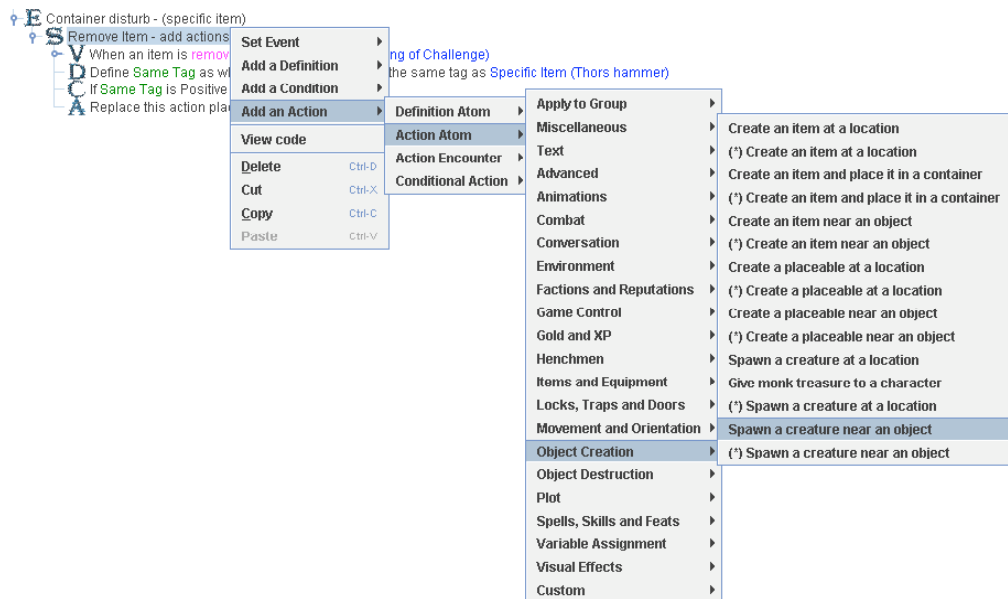 E Container disturb - (specific item)
S Remove Item - add actions
V When an item is remov ng of Challenge)
D Define Same Tag as wh the same tag as Specific Item (Thors hammer)
C If Same Tag is Positive
A Replace this action pla
Set Event
Add a Definition
Add a Condition
Add an Action
View code
Delete Ctrl-D
Cut Ctrl-X
Copy Ctrl-C
Paste Ctrl-V
Definition Atom
Action Atom
Action Encounter
Conditional Action
Apply to Group
Miscellaneous
Text
Advanced
Animations
Combat
Conversation
Environment
Factions and Reputations
Game Control
Gold and XP
Henchmen
Items and Equipment
Locks, Traps and Doors
Movement and Orientation
Object Creation
Object Destruction
Plot
Spells, Skills and Feats
Variable Assignment
Visual Effects
Custom
Create an item at a location
(*) Create an item at a location
Create an item and place it in a container
(*) Create an item and place it in a container
Create an item near an object
(*) Create an item near an object
Create a placeable at a location
(*) Create a placeable at a location
Create a placeable near an object
(*) Create a placeable near an object
Spawn a creature at a location
Give monk treasure to a character
(*) Spawn a creature at a location
Spawn a creature near an object
(*) Spawn a creature near an object